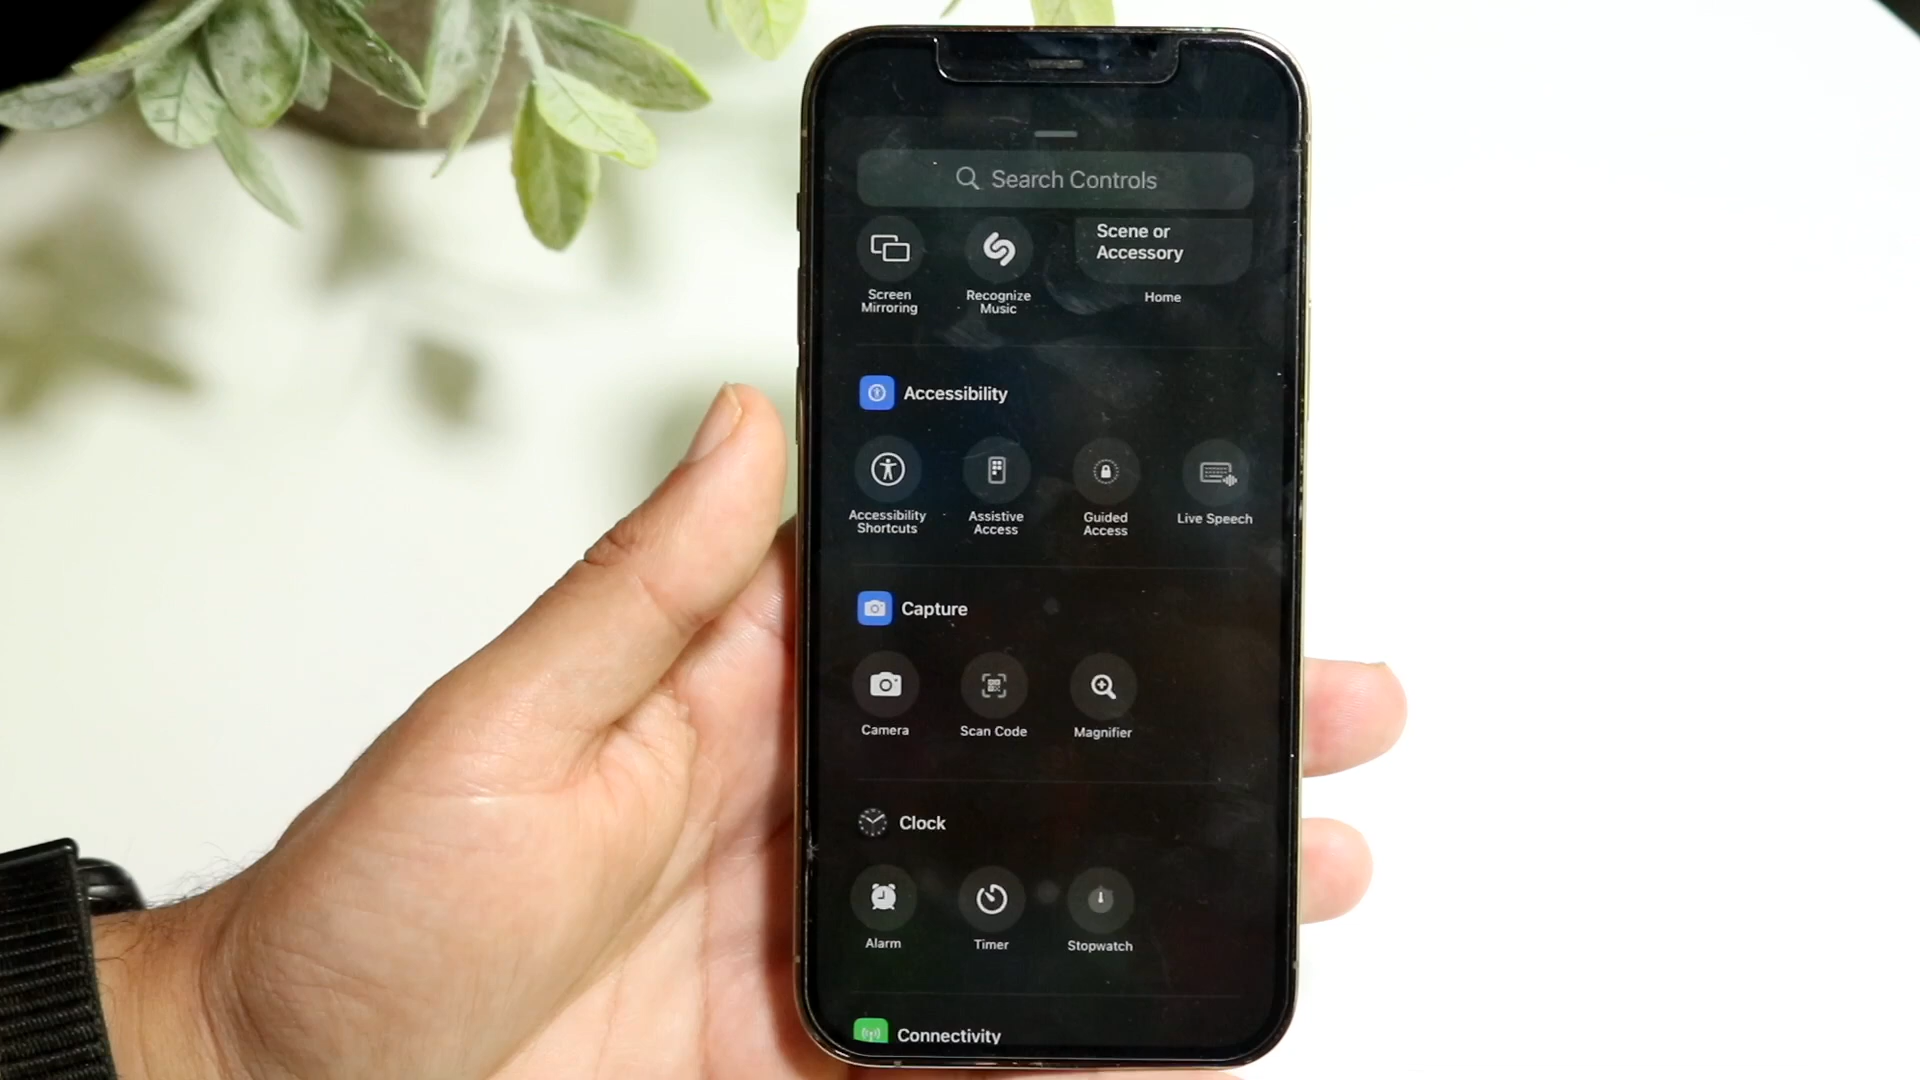 Search Controls
Scene or
Accessory
Screen
Mirroring
Recognize
Music
Home
Accessibility
Accessibility
Shortcuts
Assistive
Access
Guided
Access
Live Speech
Capture
Camera
Scan Code
Magnifier
Clock
Alarm
Timer
Stopwatch
Connectivity